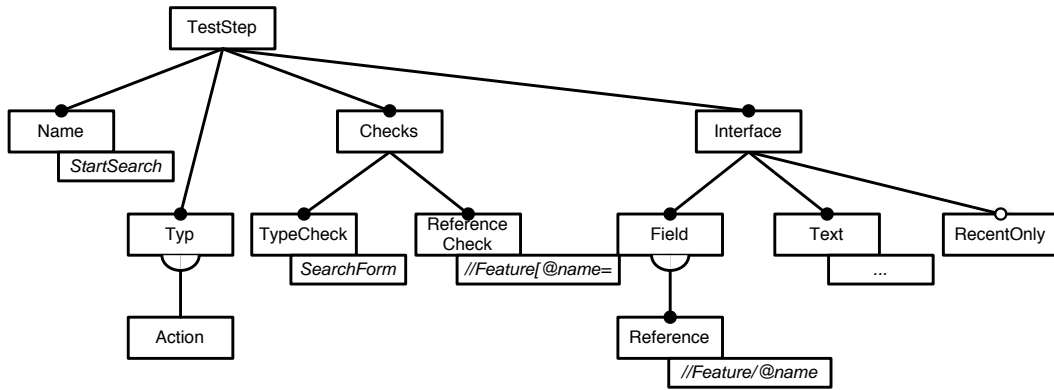 TestStep
Name
StartSearch
Checks
Interface
Typ
TypeCheck
SearchForm
Reference
Check
//Feature[@name=
Field
Text
...
RecentOnly
Action
Reference
//Feature/@name